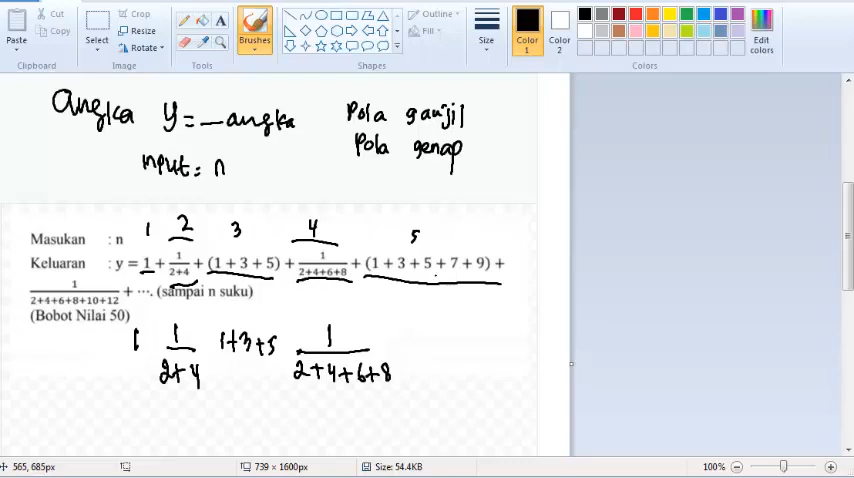 Cut
Copy
Paste
Clipboard
Select
Crop
Resize
Rotate
Image
A
Tools
Brushes
Outline
Fill
Shapes
Size
Color 1
Color 2
Edit colors
Colors
Angka y = _ angka
Pola ganjil
Pola genap
input = n
1 2 3 4 5
Masukan : n
Keluaran : y = 1 + 1/(2+4) + (1 + 3 + 5) + 1/(2+4+6+8) + (1 + 3 + 5 + 7 + 9) +
1/(2+4+6+8+10+12) + .... (sampai n suku)
(Bobot Nilai 50)
1 1/(2+4) 1+3+5 1/(2+4+6+8)
565, 685px
739 × 1600px
Size: 54.4KB
100%